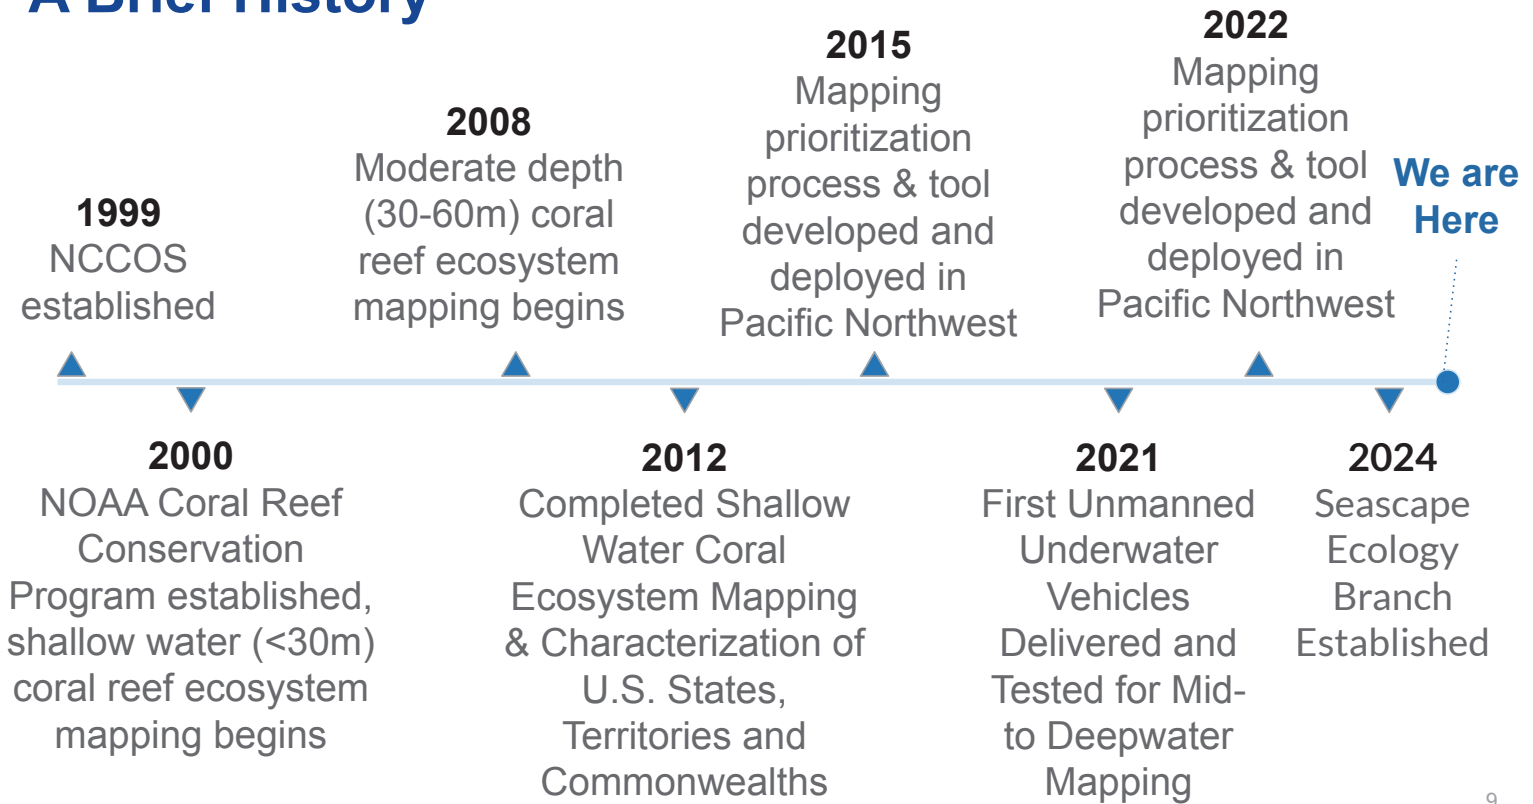 A Brief History
1999
NCCOS
established
2008
Moderate depth
(30-60m) coral
reef ecosystem
mapping begins
2015
Mapping
prioritization
process & tool
developed and
deployed in
Pacific Northwest
2022
Mapping
prioritization
process & tool
developed and
deployed in
Pacific Northwest
We are
Here
2000
NOAA Coral Reef
Conservation
Program established,
shallow water (<30m)
coral reef ecosystem
mapping begins
2012
Completed Shallow
Water Coral
Ecosystem Mapping
& Characterization of
U.S. States,
Territories and
Commonwealths
2021
First Unmanned
Underwater
Vehicles
Delivered and
Tested for Mid-
to Deepwater
Mapping
2024
Seascape
Ecology
Branch
Established
9